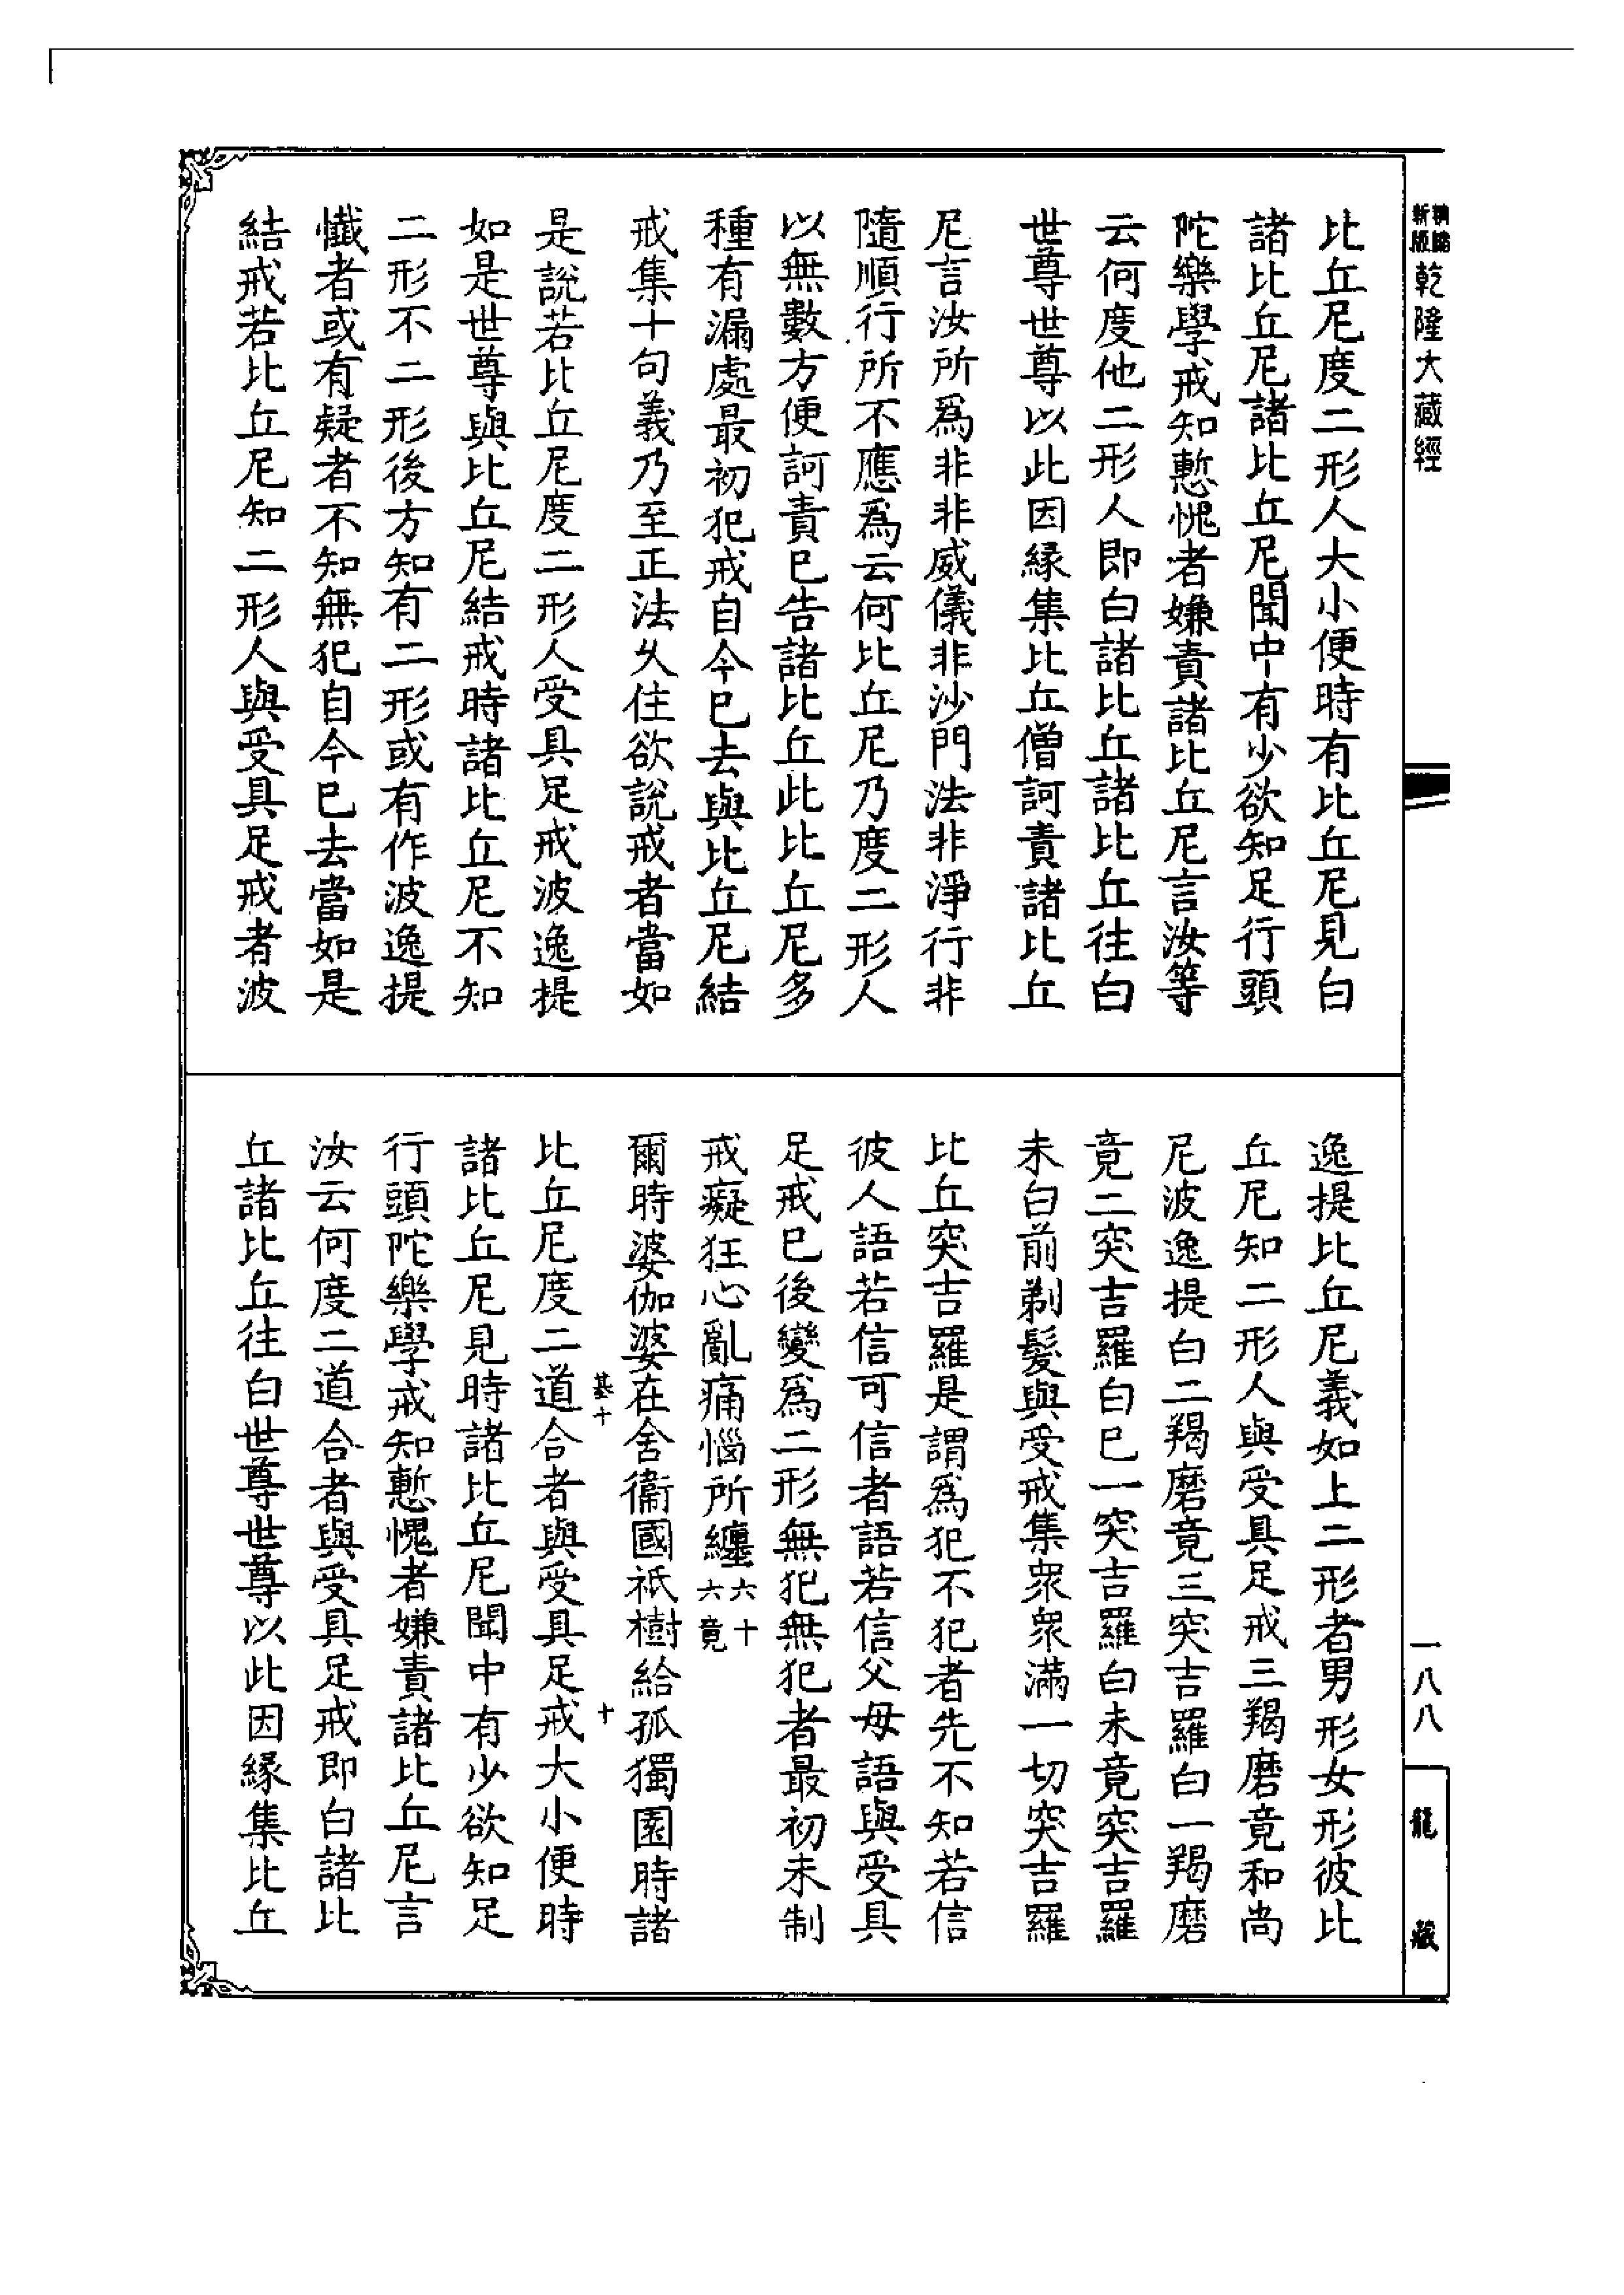 新版
精縮
乾隆大藏經
比丘尼度二形人大小便時有比丘尼見白
諸比丘尼諸比丘尼聞中有少欲知足行頭
陀樂學戒知慙愧者嫌責諸比丘尼言汝等
云何度他二形人即白諸比丘諸比丘往白
世尊世尊以此因緣集比丘僧訶責諸比丘
尼言汝所爲非非威儀非沙門法非淨行非
隨順行所不應爲云何比丘尼乃度二形人
以無數方便訶責巳告諸比丘此比丘尼多
種有漏處最初犯戒自今巳去與比丘尼結
戒集十句義乃至正法乆住欲說戒者當如
是說若比丘尼度二形人受具足戒波逸提
如是世尊與比丘尼結戒時諸比丘尼不知
二形不二形後方知有二形或有作波逸提
懺者或有疑者不知無犯自今巳去當如是
結戒若比丘尼知二形人與受具足戒者波
逸提比丘尼義如上二形者男形女形彼比
丘尼知二形人與受具足戒三羯磨竟和尚
尼波逸提白二羯磨竟三突吉羅白一羯磨
竟二突吉羅白巳一突吉羅白未竟突吉羅
未白前剃髮與受戒集衆衆滿一切突吉羅
比丘突吉羅是謂爲犯不犯者先不知若信
彼人語若信可信者語若信父母語與受具
足戒巳後變爲二形無犯無犯者最初未制
戒癡狂心亂痛惱所纏六十
六竟
爾時婆伽婆在舍衞國祇樹給孤獨園時諸
基十
十
比丘尼度二道合者與受具足戒大小便時
諸比丘尼見時諸比丘尼聞中有少欲知足
行頭陀樂學戒知慙愧者嫌責諸比丘尼言
汝云何度二道合者與受具足戒即白諸比
丘諸比丘往白世尊世尊以此因緣集比丘
一八八
龍藏